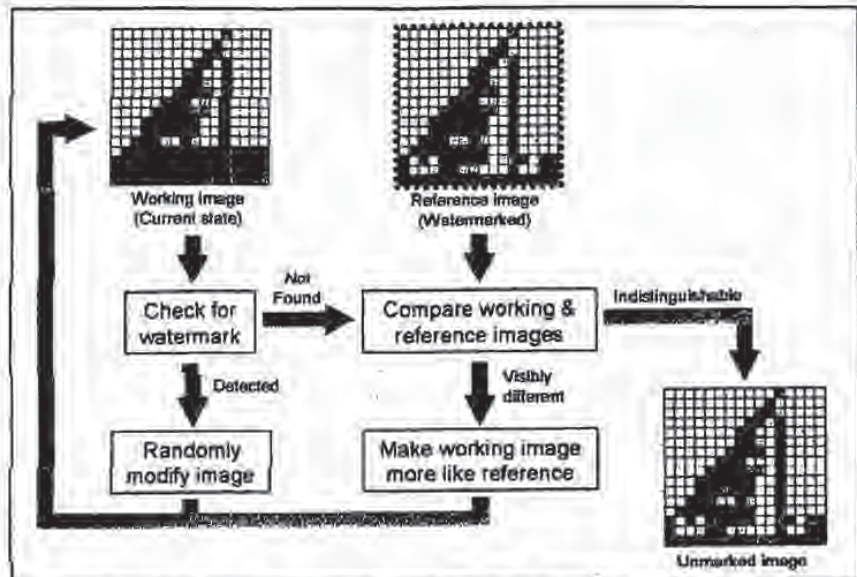 Working image
(Current state)
Reference image
(Watermarked)
Check for
watermark
Not
Found
Compare working &
reference images
Indistinguishable
Detected
Visibly
different
Randomly
modify image
Make working image
more like reference
Unmarked image